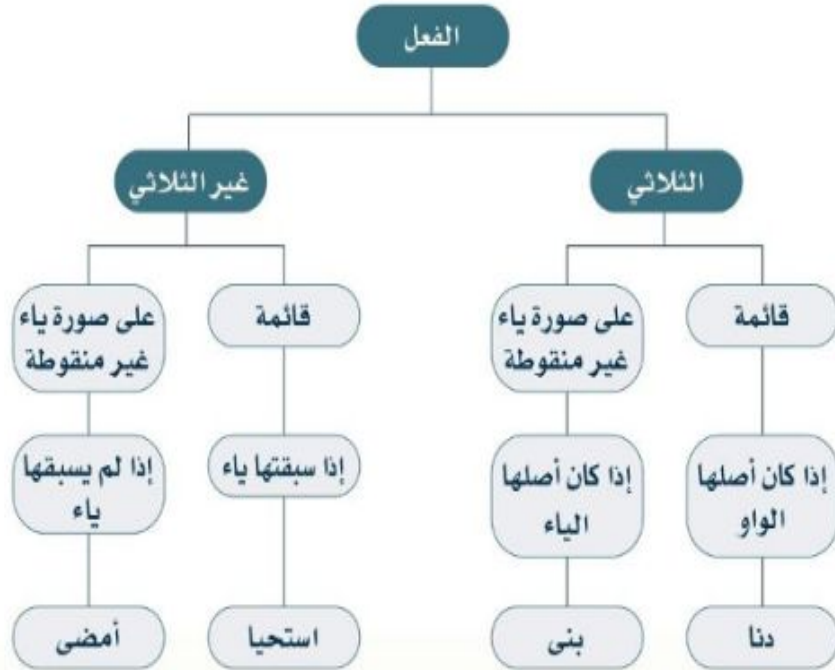 الفعل
الثلاثي
غير الثلاثي
قائمة
على صورة ياء
غير منقوطة
قائمة
على صورة ياء
غير منقوطة
إذا كان أصلها
الواو
إذا كان أصلها
الياء
إذا سبقتها ياء
إذا لم يسبقها
ياء
دنا
بنى
استحيا
أمضى